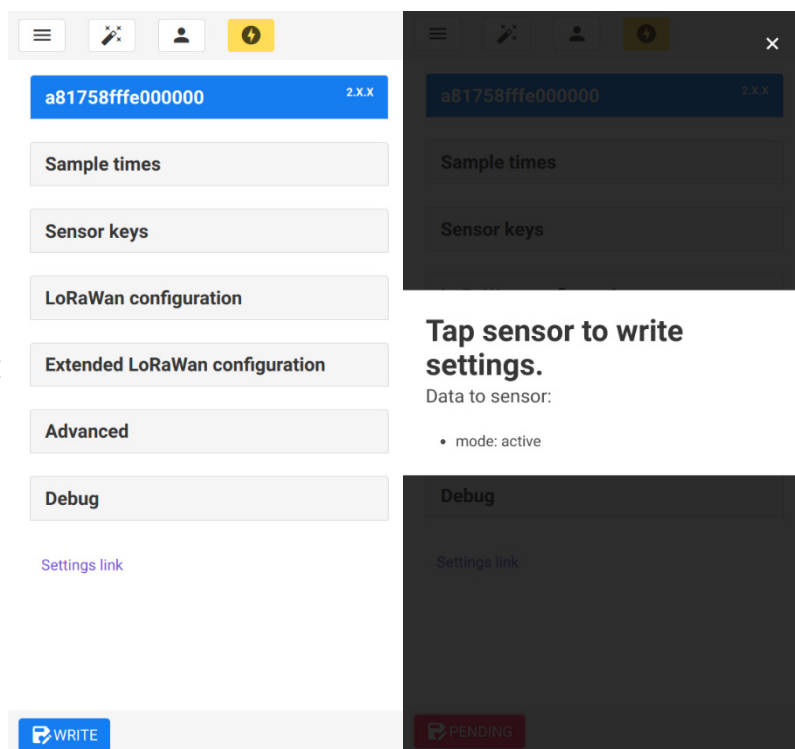 a81758fffe000000 2.X.X
Sample times
Sensor keys
LoRaWan configuration
Extended LoRaWan configuration
Advanced
Debug
Settings link
WRITE
×
a81758fffe000000 2.X.X
Sample times
Sensor keys
Tap sensor to write
settings.
Data to sensor:
• mode: active
Debug
Settings link
PENDING